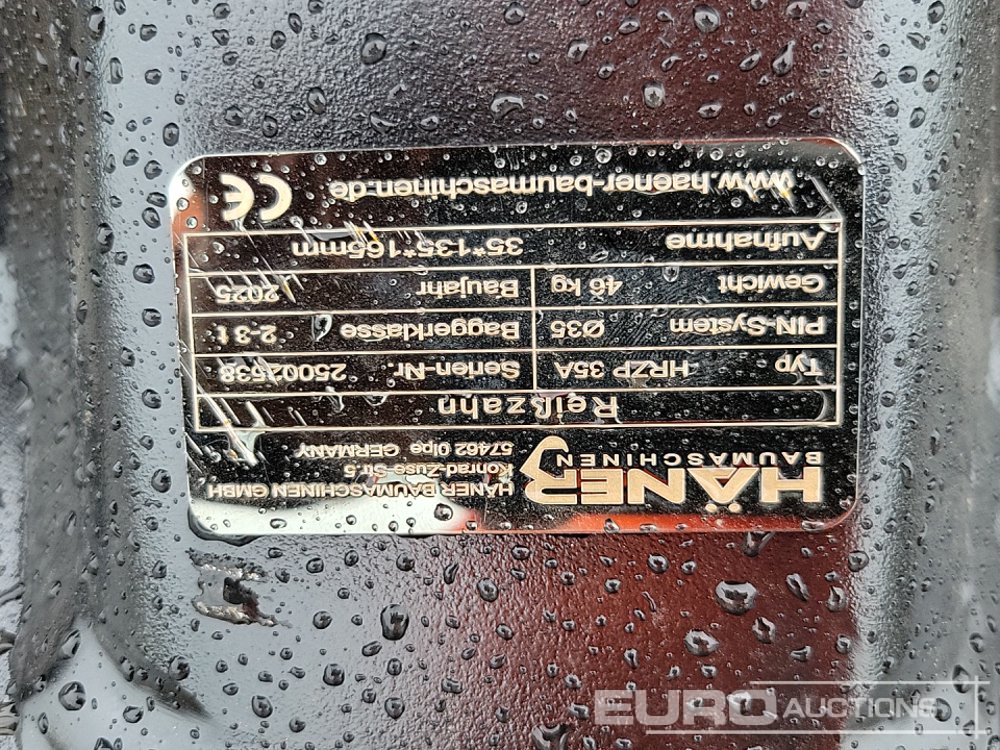 HÄNER
BAUMASCHINEN
HÄNER BAUMASCHINEN GMBH
Konrad-Zuse-Str. 5
57462 Olpe GERMANY
Reißzahn
Typ HRZP 35A Serien-Nr. 25002538
PIN-System Ø35 Baggerklasse 2-3 t
Gewicht 46 kg Baujahr 2025
Aufnahme 35*135*165mm
www.haener-baumaschinen.de CE
EURO AUCTIONS